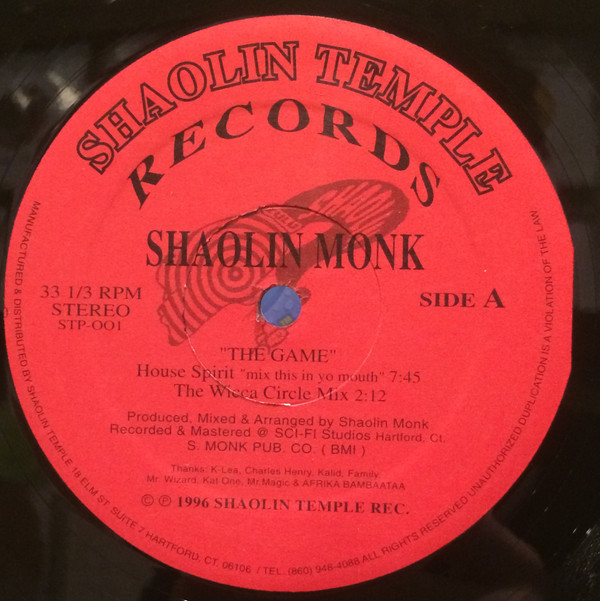 SHAOLIN TEMPLE
RECORDS
SHAOLIN MONK
33 1/3 RPM
STEREO
STP-OO1
SIDE A
"THE GAME"
House Spirit "mix this in yo mouth" 7:45
The Wicca Circle Mix 2:12
Produced, Mixed & Arranged by Shaolin Monk
Recorded & Mastered @ SCI-FI Studios Hartford, Ct.
S. MONK PUB. CO. ( BMI )
Thanks: K-Lea, Charles Henry, Kalid, Family
Mr. Wizard, Kat One, Mr.Magic & AFRIKA BAMBAATAA
© ℗ 1996 SHAOLIN TEMPLE REC.
MANUFACTURED & DISTRIBUTED BY SHAOLIN TEMPLE 18 ELM ST. SUITE 7 HARTFORD, CT. 06106 / TEL. (860) 948-4088 ALL RIGHTS RESERVED UNAUTHORIZED DUPLICATION IS A VIOLATION OF THE LAW